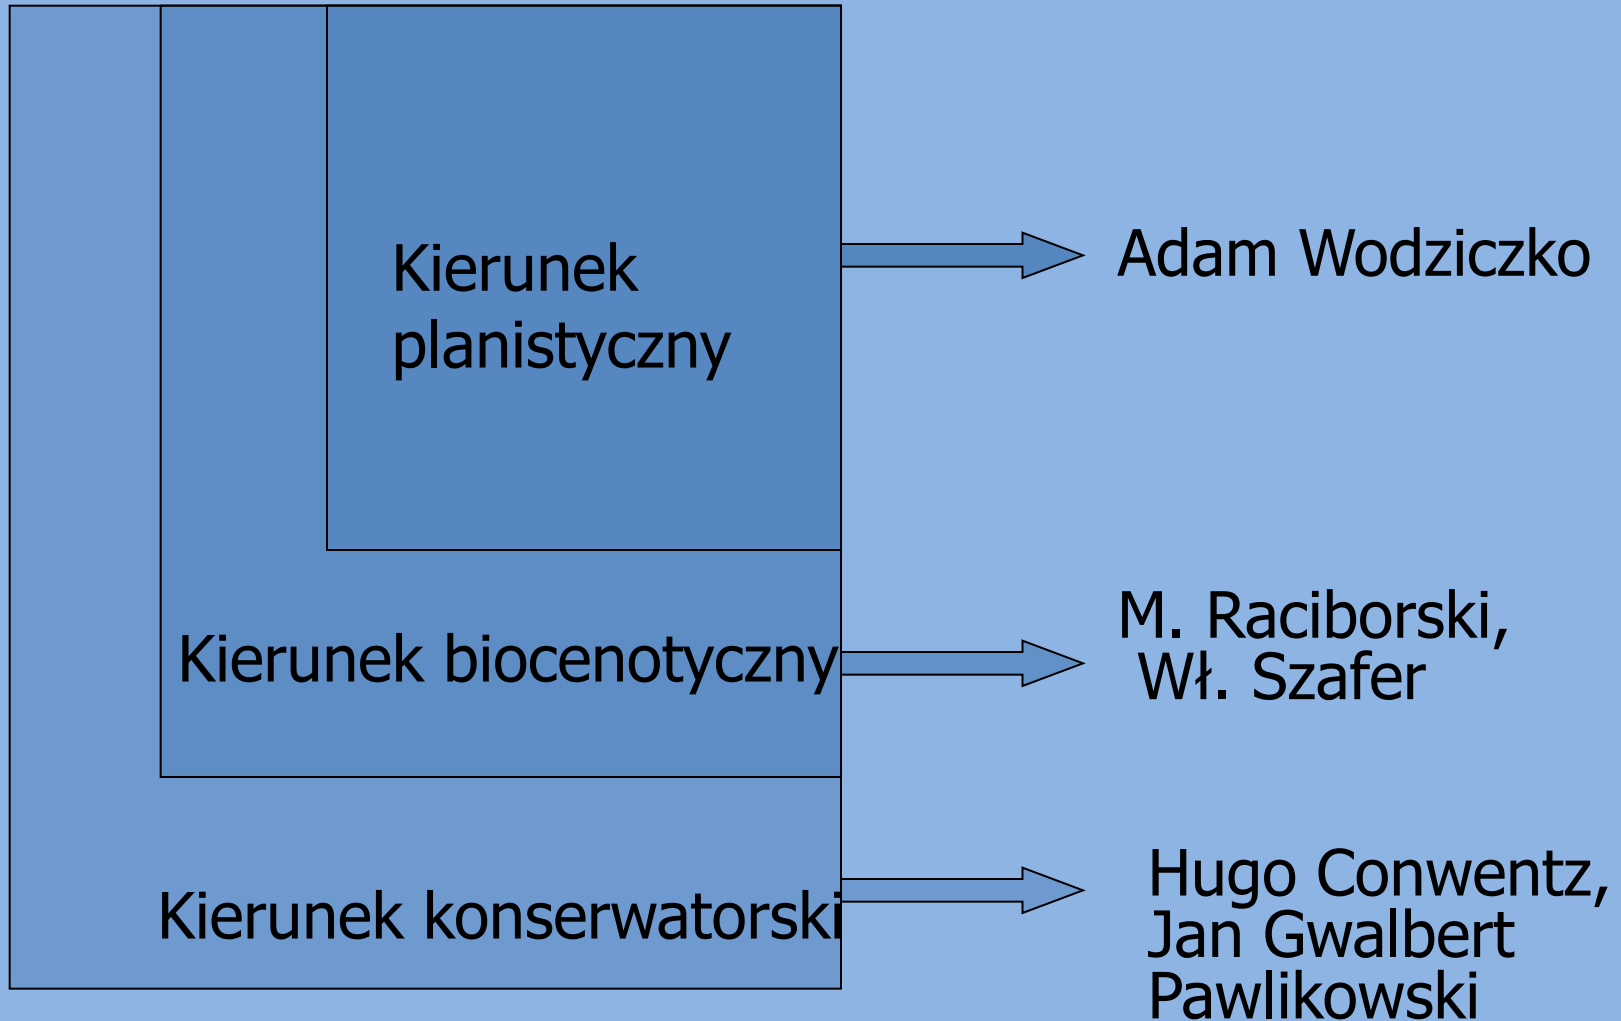 Kierunek
planistyczny
Adam Wodziczko
Kierunek biocenotyczny
M. Raciborski,
Wł. Szafer
Kierunek konserwatorski
Hugo Conwentz,
Jan Gwalbert
Pawlikowski